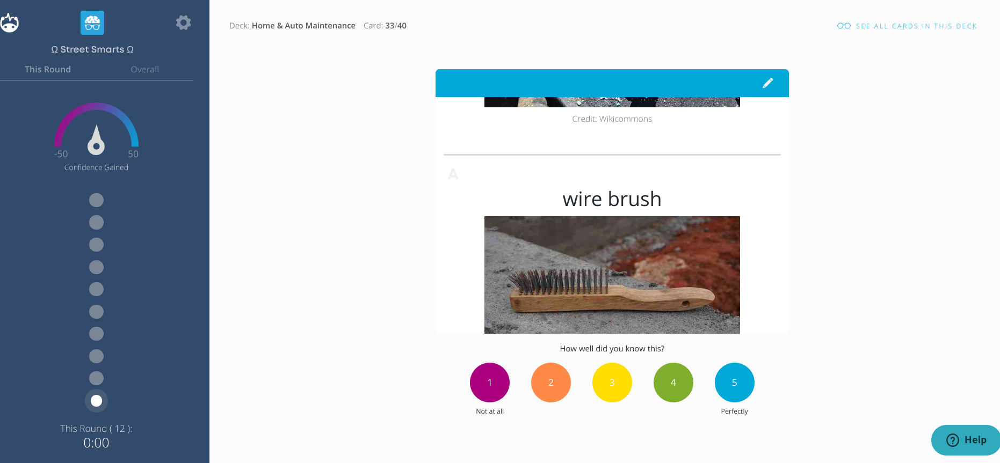 Ω Street Smarts Ω
This Round
Overall
-50
50
Confidence Gained
This Round ( 12 ):
0:00
Deck: Home & Auto Maintenance Card: 33/40
SEE ALL CARDS IN THIS DECK
Credit: Wikicommons
A
wire brush
How well did you know this?
1
2
3
4
5
Not at all
Perfectly
? Help